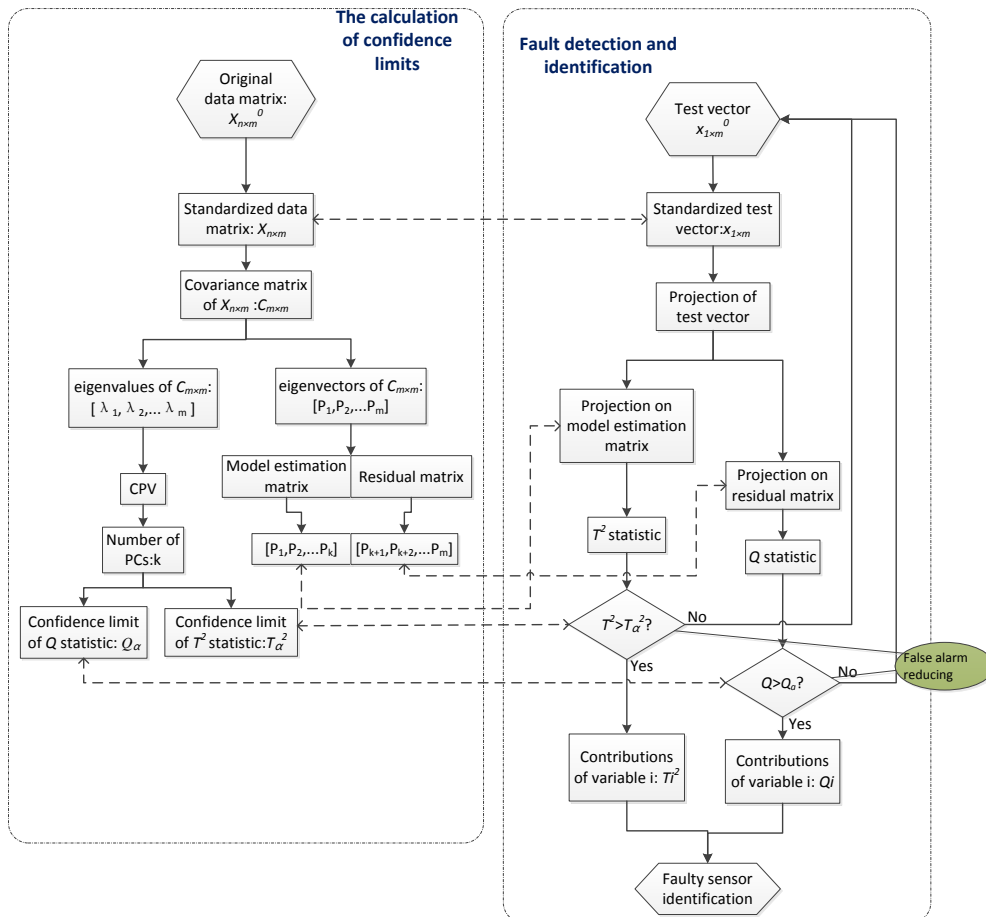 The calculation
of confidence
limits
Original
data matrix:
Xn×m⁰
Standardized data
matrix: Xn×m
Covariance matrix
of Xn×m :Cm×m
eigenvalues of Cm×m:
[ λ 1, λ 2,... λ m ]
eigenvectors of Cm×m:
[P1,P2,...Pm]
CPV
Model estimation
matrix
Residual matrix
Number of
PCs:k
[P1,P2,...Pk]
[Pk+1,Pk+2,...Pm]
Confidence limit
of Q statistic: Qα
Confidence limit
of T² statistic:Tα²
Fault detection and
identification
Test vector
x1×m⁰
Standardized test
vector:x1×m
Projection of
test vector
Projection on
model estimation
matrix
Projection on
residual matrix
T²
statistic
Q statistic
T²>Tα²?
No
Yes
Q>Qa?
No
Yes
False alarm
reducing
Contributions
of variable i: Ti²
Contributions
of variable i: Qi
Faulty sensor
identification